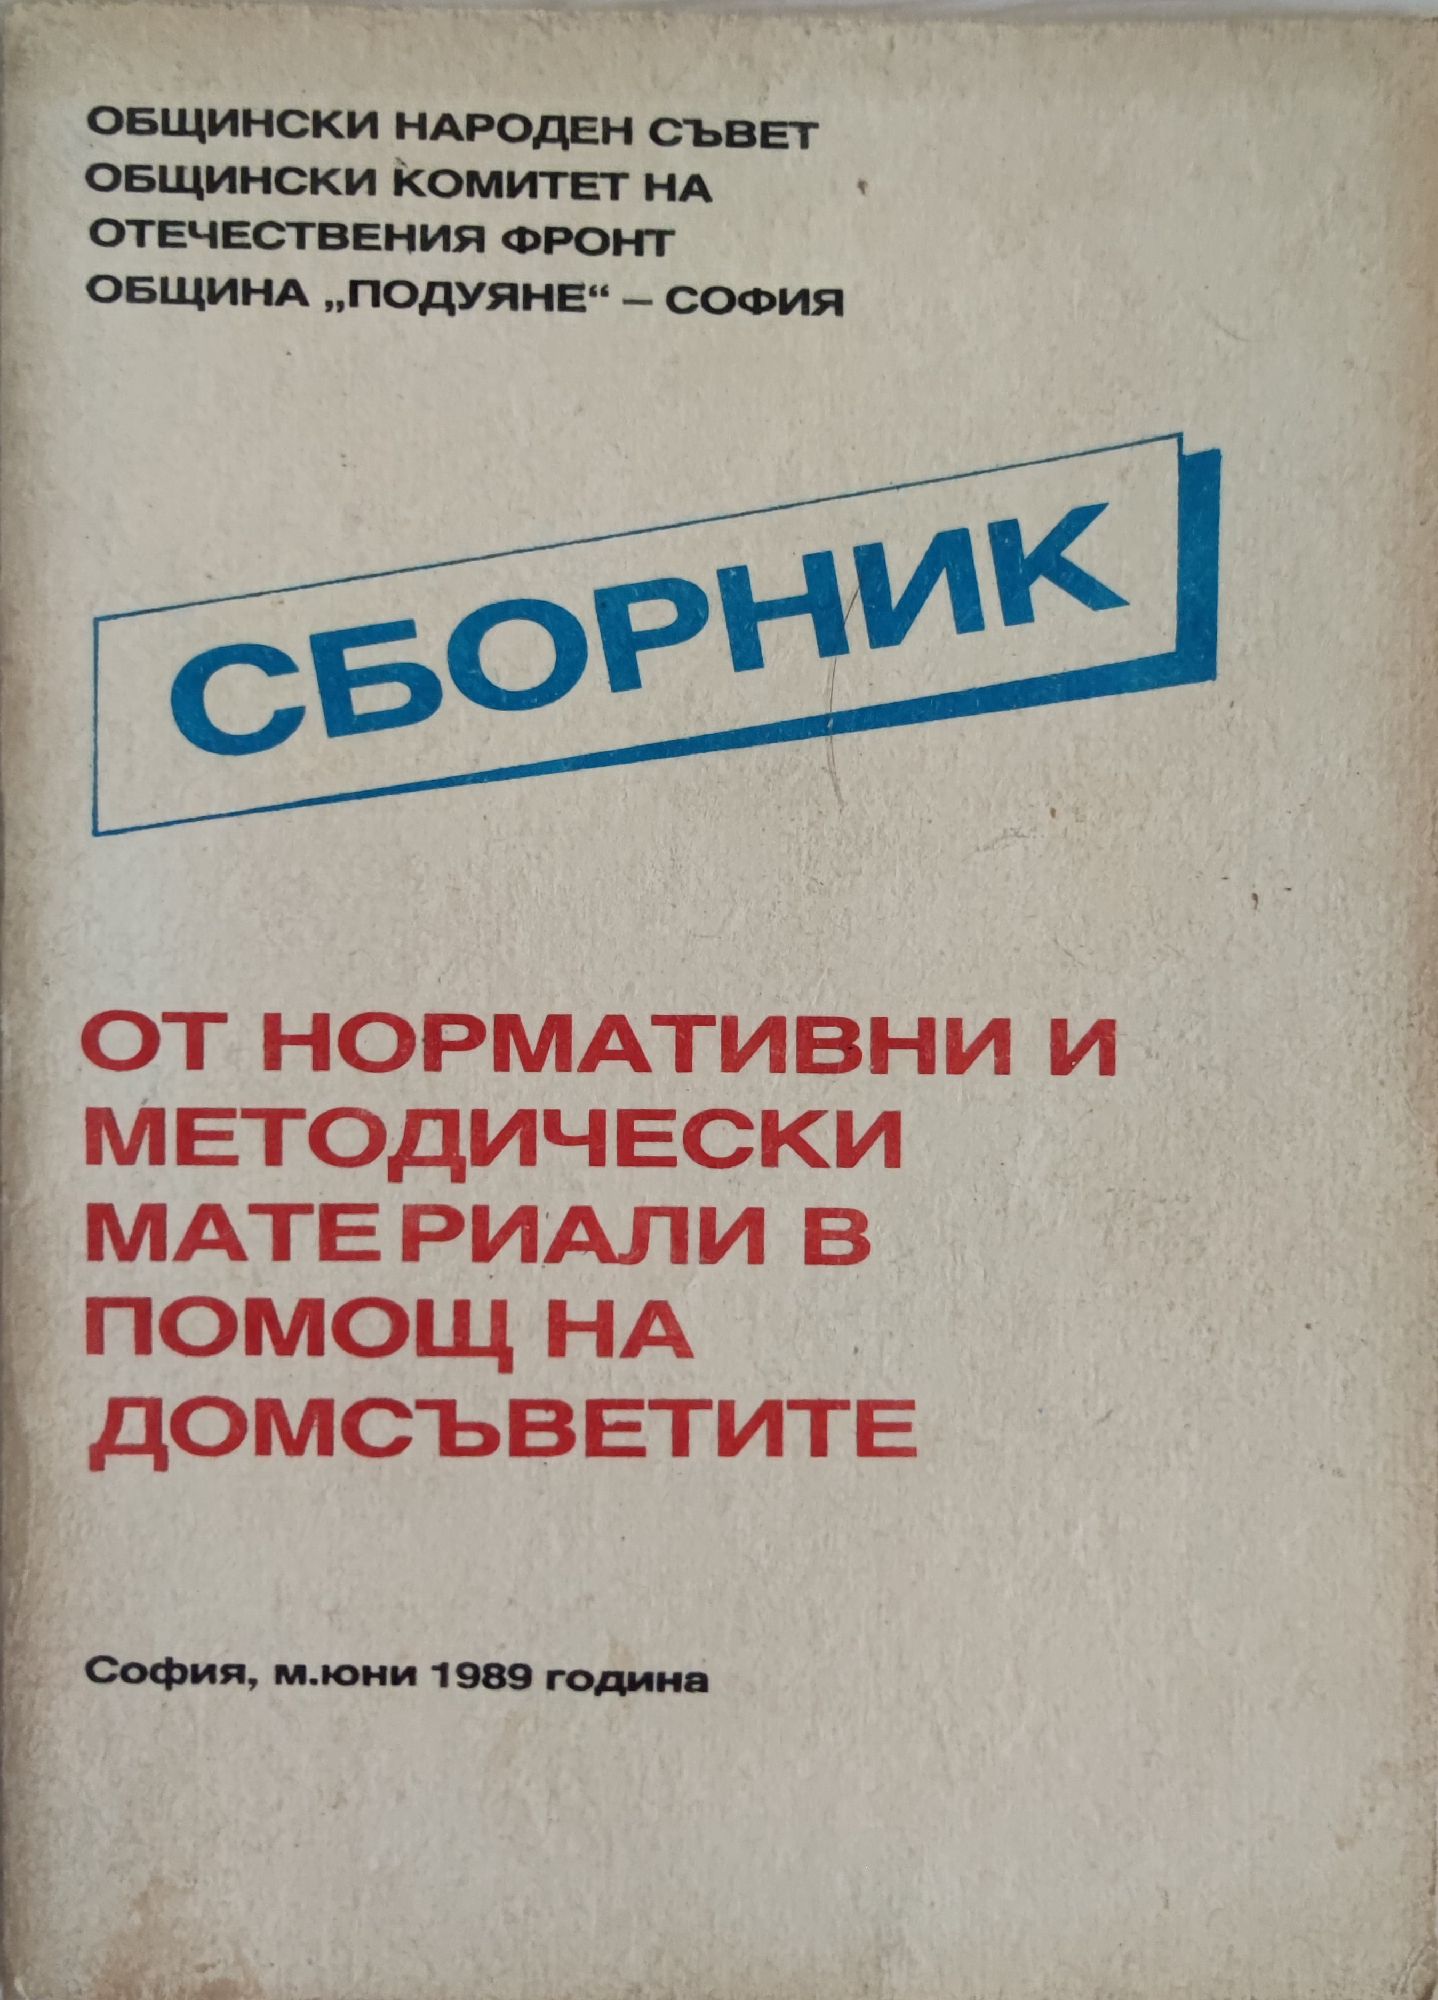 ОБЩИНСКИ НАРОДЕН СЪВЕТ
ОБЩИНСКИ КОМИТЕТ НА
ОТЕЧЕСТВЕНИЯ ФРОНТ
ОБЩИНА „ПОДУЯНЕ“ – СОФИЯ
СБОРНИК
ОТ НОРМАТИВНИ И
МЕТОДИЧЕСКИ
МАТЕРИАЛИ В
ПОМОЩ НА
ДОМСЪВЕТИТЕ
София, м.юни 1989 година